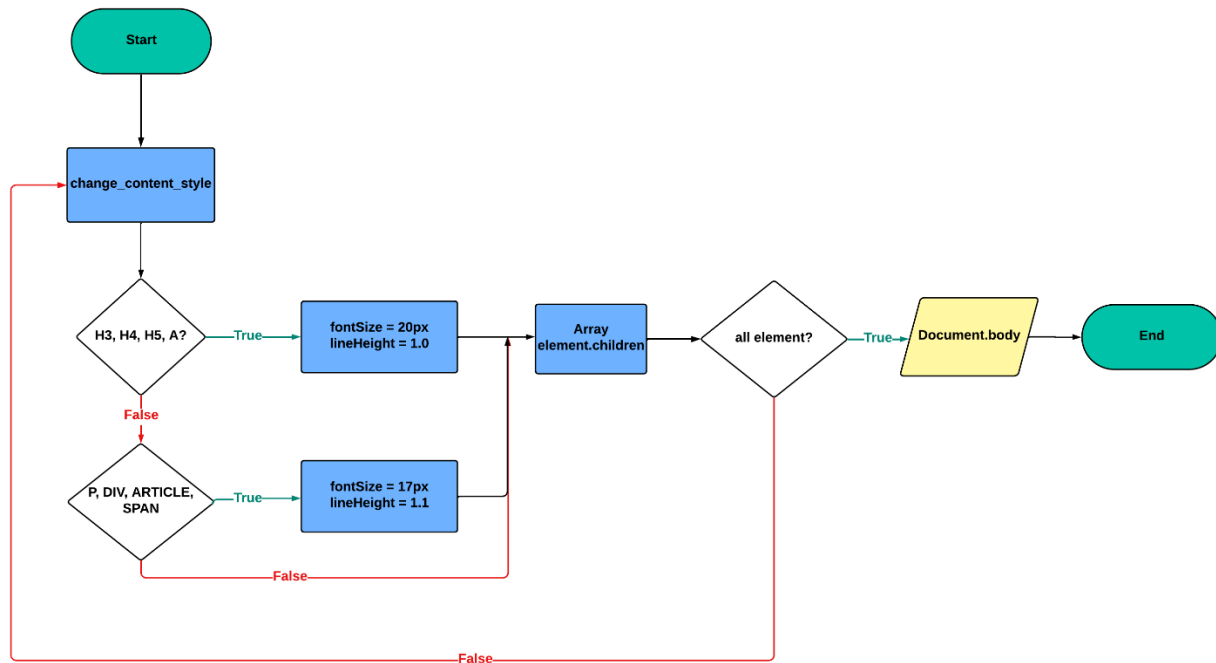 Start
change_content_style
H3, H4, H5, A?
True
fontSize = 20px
lineHeight = 1.0
Array
element.children
all element?
True
Document.body
End
False
P, DIV, ARTICLE,
SPAN
True
fontSize = 17px
lineHeight = 1.1
False
False